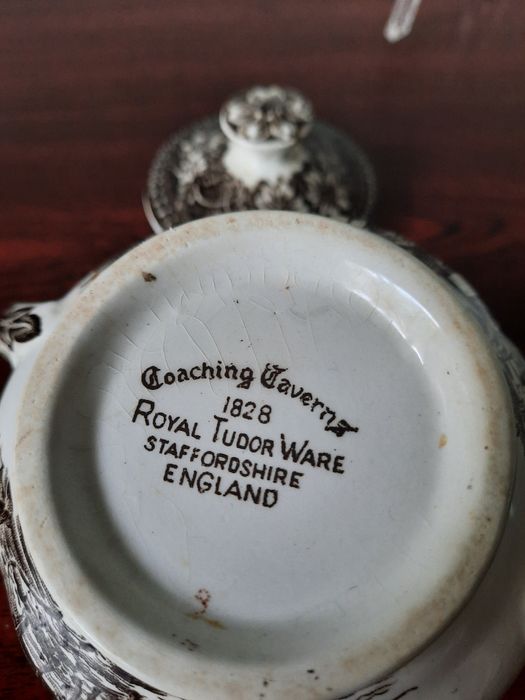 Coaching Taverns
1828
ROYAL TUDOR WARE
STAFFORDSHIRE
ENGLAND